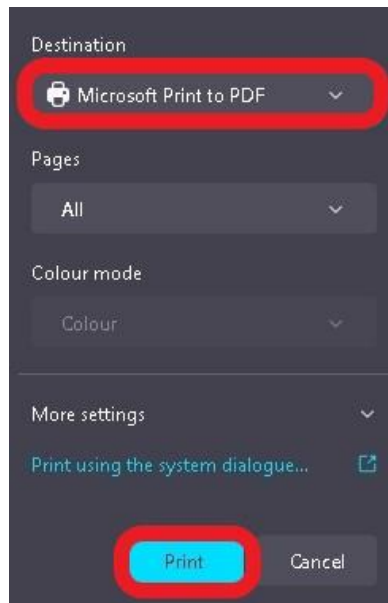 Destination
Microsoft Print to PDF
Pages
All
Colour mode
Colour
More settings
Print using the system dialogue...
Print Cancel